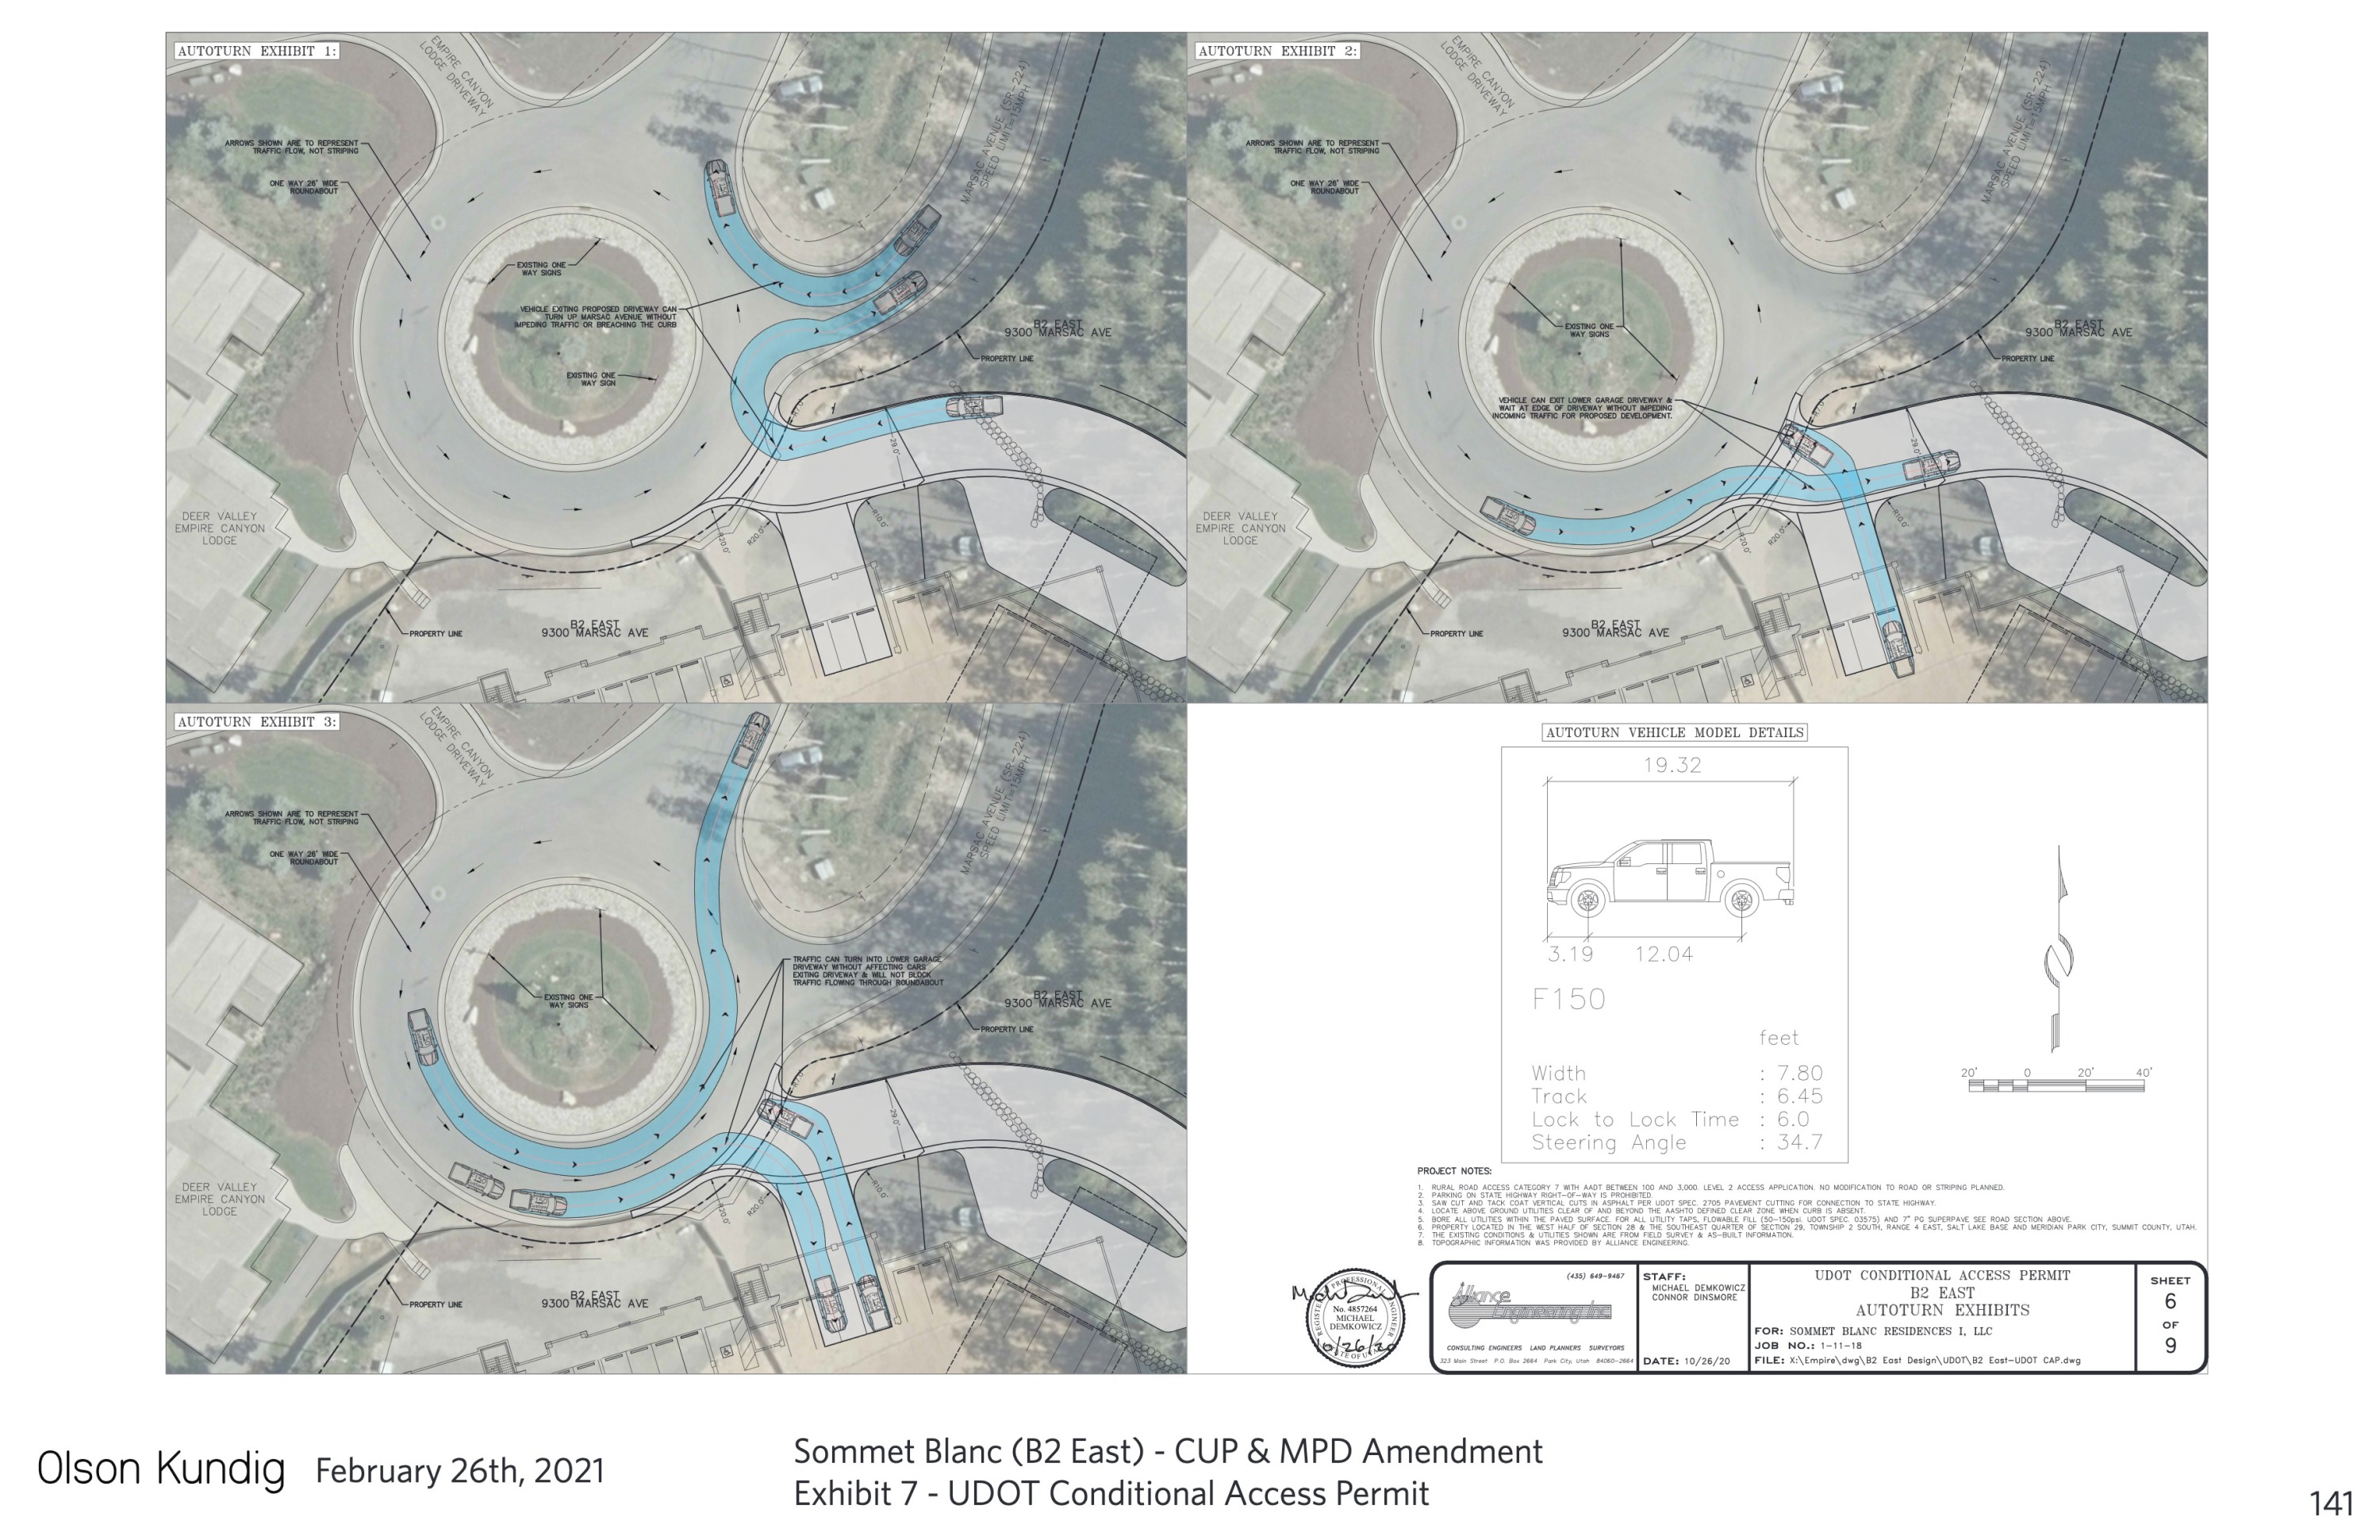 AUTOTURN EXHIBIT 1:
EMPIRE CANYON
LODGE DRIVEWAY
MARSAC AVENUE (SR-224)
SPEED LIMIT=15MPH
ARROWS SHOWN ARE TO REPRESENT
TRAFFIC FLOW, NOT STRIPING
ONE WAY 26' WIDE
ROUNDABOUT
EXISTING ONE
WAY SIGNS
VEHICLE EXITING PROPOSED DRIVEWAY CAN
TURN UP MARSAC AVENUE WITHOUT
IMPEDING TRAFFIC OR BREACHING THE CURB
EXISTING ONE
WAY SIGN
B2 EAST
9300 MARSAC AVE
PROPERTY LINE
29.0'
DEER VALLEY
EMPIRE CANYON
LODGE
R20.0'
R20.0'
R10.0'
B2 EAST
9300 MARSAC AVE
PROPERTY LINE
AUTOTURN EXHIBIT 2:
EMPIRE CANYON
LODGE DRIVEWAY
MARSAC AVENUE (SR-224)
SPEED LIMIT=15MPH
ARROWS SHOWN ARE TO REPRESENT
TRAFFIC FLOW, NOT STRIPING
ONE WAY 26' WIDE
ROUNDABOUT
EXISTING ONE
WAY SIGNS
B2 EAST
9300 MARSAC AVE
PROPERTY LINE
VEHICLE CAN EXIT LOWER GARAGE DRIVEWAY &
WAIT AT EDGE OF DRIVEWAY WITHOUT IMPEDING
INCOMING TRAFFIC FOR PROPOSED DEVELOPMENT.
29.0'
DEER VALLEY
EMPIRE CANYON
LODGE
R20.0'
R20.0'
R10.0'
B2 EAST
9300 MARSAC AVE
PROPERTY LINE
AUTOTURN EXHIBIT 3:
EMPIRE CANYON
LODGE DRIVEWAY
MARSAC AVENUE (SR-224)
SPEED LIMIT=15MPH
ARROWS SHOWN ARE TO REPRESENT
TRAFFIC FLOW, NOT STRIPING
ONE WAY 26' WIDE
ROUNDABOUT
TRAFFIC CAN TURN INTO LOWER GARAGE
DRIVEWAY WITHOUT AFFECTING CARS
EXITING DRIVEWAY & WILL NOT BLOCK
TRAFFIC FLOWING THROUGH ROUNDABOUT
EXISTING ONE
WAY SIGNS
B2 EAST
9300 MARSAC AVE
PROPERTY LINE
29.0'
DEER VALLEY
EMPIRE CANYON
LODGE
R20.0'
R20.0'
R10.0'
B2 EAST
9300 MARSAC AVE
PROPERTY LINE
AUTOTURN VEHICLE MODEL DETAILS
19.32
3.19 12.04
F150
feet
Width : 7.80
Track : 6.45
Lock to Lock Time : 6.0
Steering Angle : 34.7
20' 0 20' 40'
PROJECT NOTES:
1. RURAL ROAD ACCESS CATEGORY 7 WITH AADT BETWEEN 100 AND 3,000. LEVEL 2 ACCESS APPLICATION. NO MODIFICATION TO ROAD OR STRIPING PLANNED.
2. PARKING ON STATE HIGHWAY RIGHT-OF-WAY IS PROHIBITED.
3. SAW CUT AND TACK COAT VERTICAL CUTS IN ASPHALT PER UDOT SPEC. 2705 PAVEMENT CUTTING FOR CONNECTION TO STATE HIGHWAY.
4. LOCATE ABOVE GROUND UTILITIES CLEAR OF AND BEYOND THE AASHTO DEFINED CLEAR ZONE WHEN CURB IS ABSENT.
5. BORE ALL UTILITIES WITHIN THE PAVED SURFACE. FOR ALL UTILITY TAPS, FLOWABLE FILL (50-150psi. UDOT SPEC. 03575) AND 7" PG SUPERPAVE SEE ROAD SECTION ABOVE.
6. PROPERTY LOCATED IN THE WEST HALF OF SECTION 28 & THE SOUTHEAST QUARTER OF SECTION 29, TOWNSHIP 2 SOUTH, RANGE 4 EAST, SALT LAKE BASE AND MERIDIAN PARK CITY, SUMMIT COUNTY, UTAH.
7. THE EXISTING CONDITIONS & UTILITIES SHOWN ARE FROM FIELD SURVEY & AS-BUILT INFORMATION.
8. TOPOGRAPHIC INFORMATION WAS PROVIDED BY ALLIANCE ENGINEERING.
REGISTERED PROFESSIONAL ENGINEER
No. 4857264
MICHAEL
DEMKOWICZ
10/26/20
STATE OF UTAH
(435) 649-9467
Alliance
Engineering Inc.
CONSULTING ENGINEERS LAND PLANNERS SURVEYORS
323 Main Street P.O. Box 2664 Park City, Utah 84060-2664
STAFF:
MICHAEL DEMKOWICZ
CONNOR DINSMORE
DATE: 10/26/20
UDOT CONDITIONAL ACCESS PERMIT
B2 EAST
AUTOTURN EXHIBITS
FOR: SOMMET BLANC RESIDENCES I, LLC
JOB NO.: 1-11-18
FILE: X:\Empire\dwg\B2 East Design\UDOT\B2 East-UDOT CAP.dwg
SHEET
6
OF
9
Olson Kundig February 26th, 2021
Sommet Blanc (B2 East) - CUP & MPD Amendment
Exhibit 7 - UDOT Conditional Access Permit
141